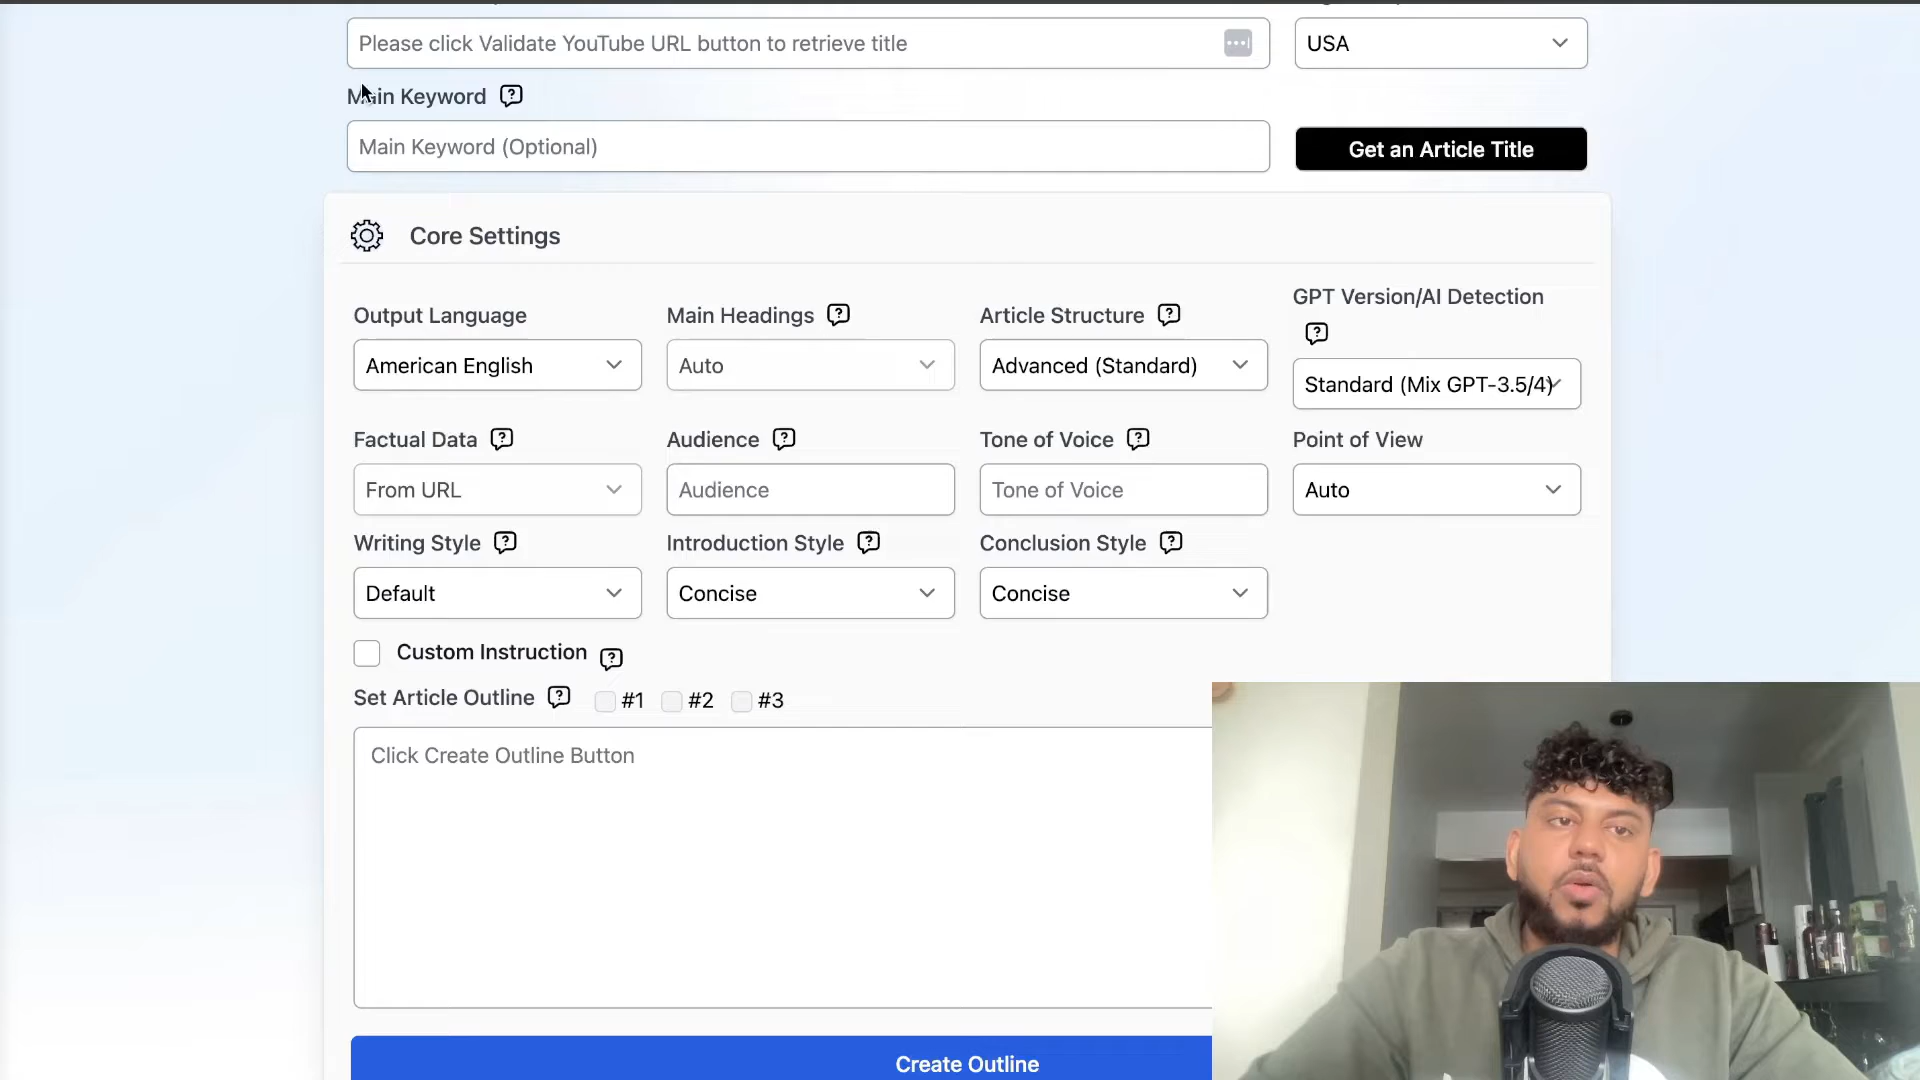 Please click Validate YouTube URL button to retrieve title
USA
Main Keyword
Main Keyword (Optional)
Get an Article Title
Core Settings
Output Language
Main Headings
Article Structure
GPT Version/AI Detection
American English
Auto
Advanced (Standard)
Standard (Mix GPT-3.5/4)
Factual Data
Audience
Tone of Voice
Point of View
From URL
Audience
Tone of Voice
Auto
Writing Style
Introduction Style
Conclusion Style
Default
Concise
Concise
Custom Instruction
Set Article Outline #1 #2 #3
Click Create Outline Button
Create Outline